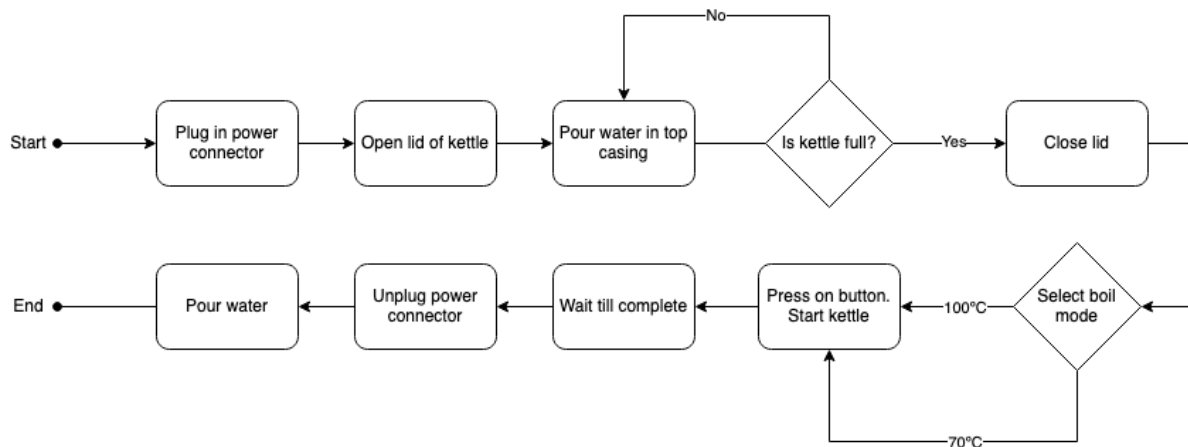 No
Start
Plug in power
connector
Open lid of kettle
Pour water in top
casing
Is kettle full?
Yes
Close lid
End
Pour water
Unplug power
connector
Wait till complete
Press on button.
Start kettle
100°C
Select boil
mode
70°C